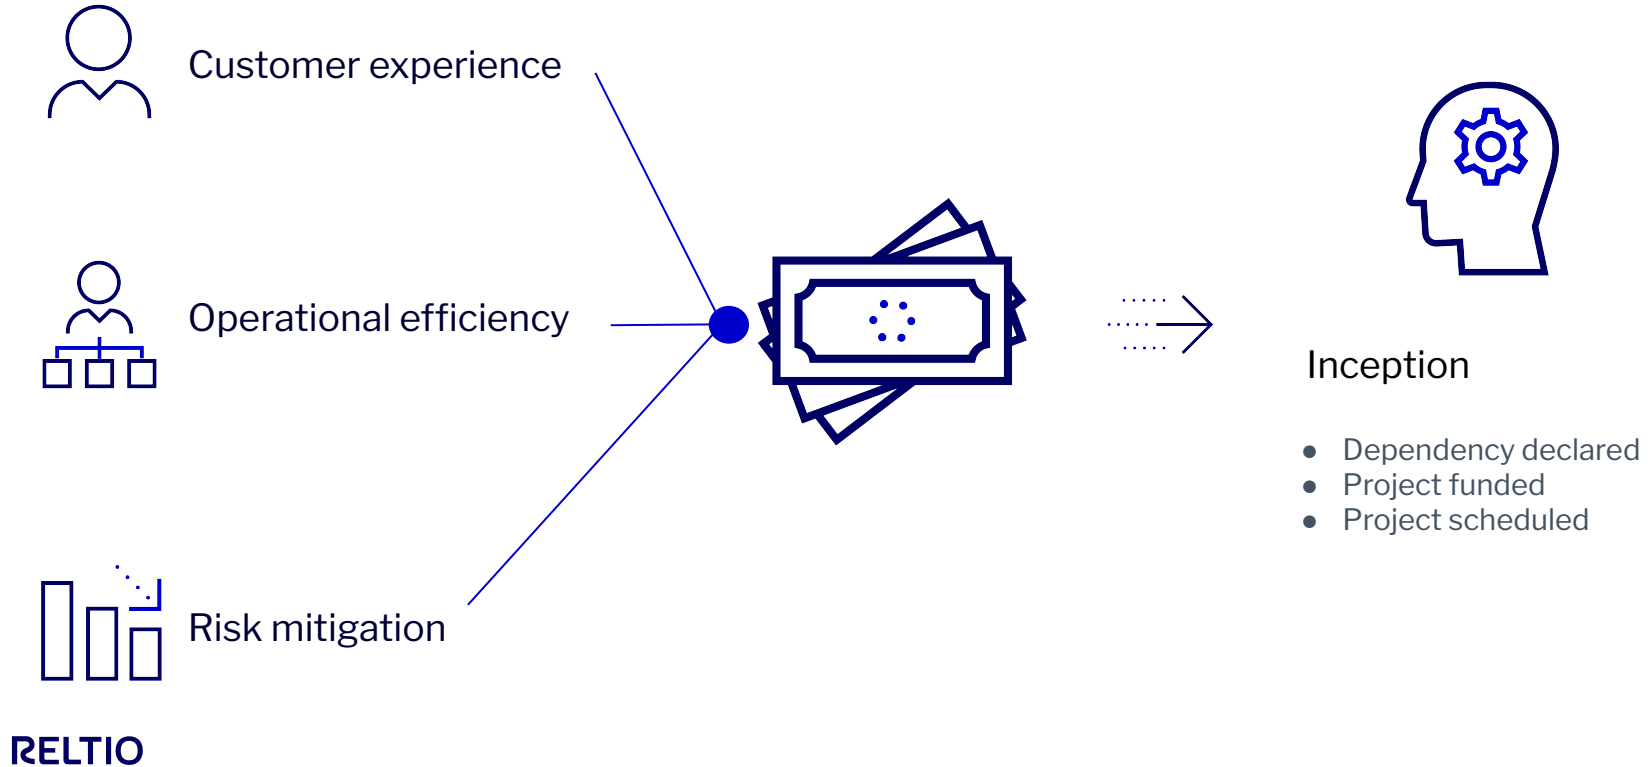 Customer experience
Operational efficiency
Risk mitigation
Inception
● Dependency declared
● Project funded
● Project scheduled
RELTIO